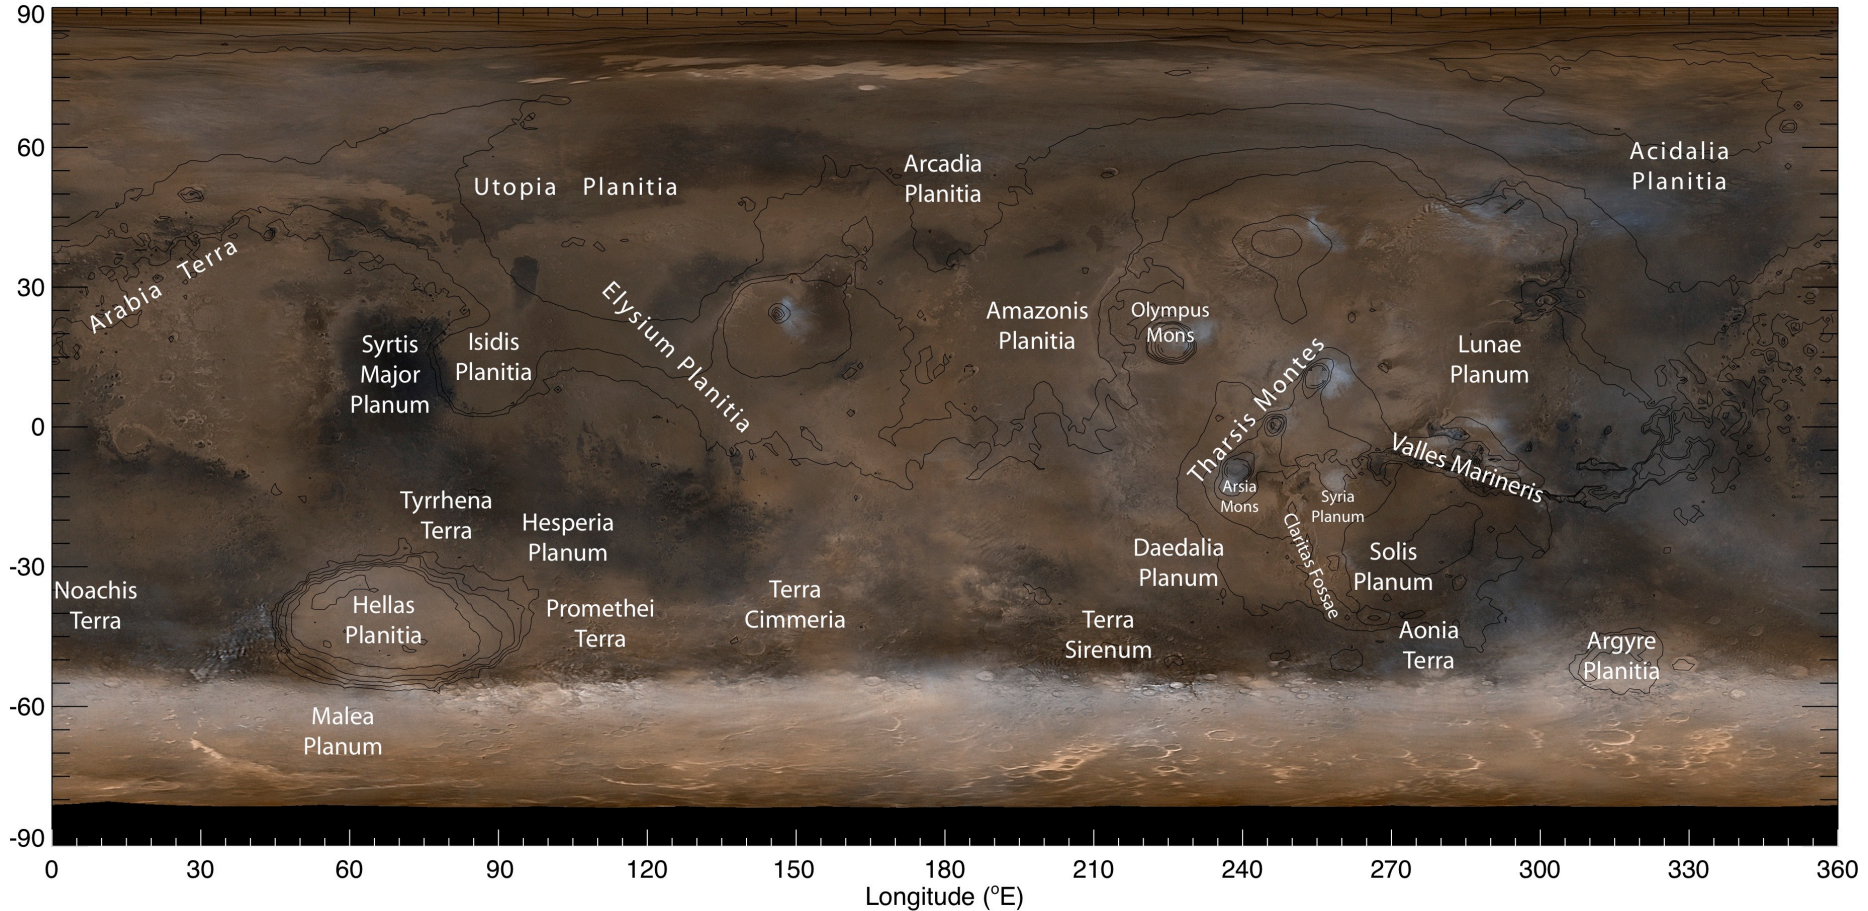 90
60
30
0
-30
-60
-90
Acidalia
Planitia
Arcadia
Planitia
Utopia Planitia
Arabia Terra
Elysium Planitia
Amazonis
Planitia
Olympus
Mons
Syrtis
Major
Planum
Isidis
Planitia
Lunae
Planum
Tharsis Montes
Valles Marineris
Arsia
Mons
Syria
Planum
Tyrrhena
Terra
Hesperia
Planum
Claritas Fossae
Daedalia
Planum
Solis
Planum
Noachis
Terra
Hellas
Planitia
Promethei
Terra
Terra
Cimmeria
Terra
Sirenum
Aonia
Terra
Argyre
Planitia
Malea
Planum
0 30 60 90 120 150 180 210 240 270 300 330 360
Longitude (°E)